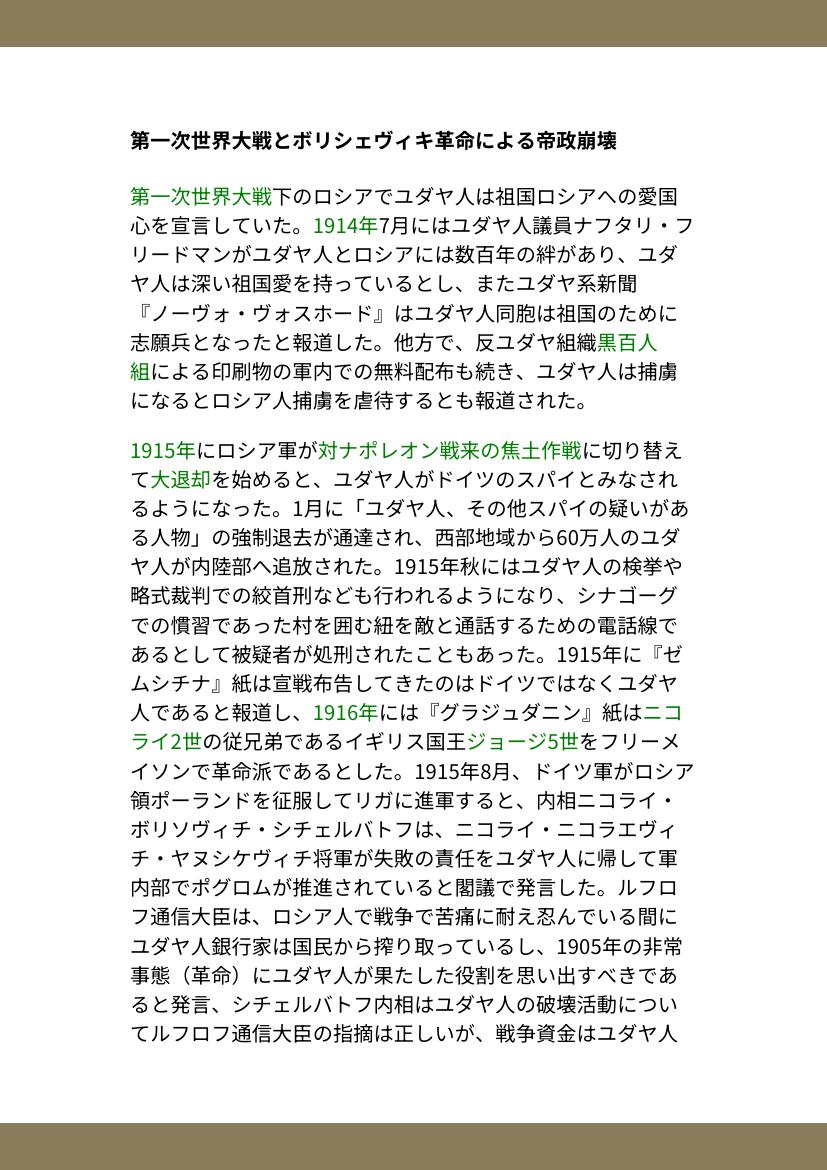 第一次世界大戦とボリシェヴィキ革命による帝政崩壊
第一次世界大戦下のロシアでユダヤ人は祖国ロシアへの愛国
心を宣言していた。1914年7月にはユダヤ人議員ナフタリ・フ
リードマンがユダヤ人とロシアには数百年の絆があり、ユダ
ヤ人は深い祖国愛を持っているとし、またユダヤ系新聞
『ノーヴォ・ヴォスホード』はユダヤ人同胞は祖国のために
志願兵となったと報道した。他方で、反ユダヤ組織黒百人
組による印刷物の軍内での無料配布も続き、ユダヤ人は捕虜
になるとロシア人捕虜を虐待するとも報道された。
1915年にロシア軍が対ナポレオン戦来の焦土作戦に切り替え
て大退却を始めると、ユダヤ人がドイツのスパイとみなされ
るようになった。1月に「ユダヤ人、その他スパイの疑いがあ
る人物」の強制退去が通達され、西部地域から60万人のユダ
ヤ人が内陸部へ追放された。1915年秋にはユダヤ人の検挙や
略式裁判での絞首刑なども行われるようになり、シナゴーグ
での慣習であった村を囲む紐を敵と通話するための電話線で
あるとして被疑者が処刑されたこともあった。1915年に『ゼ
ムシチナ』紙は宣戦布告してきたのはドイツではなくユダヤ
人であると報道し、1916年には『グラジュダニン』紙はニコ
ライ2世の従兄弟であるイギリス国王ジョージ5世をフリーメ
イソンで革命派であるとした。1915年8月、ドイツ軍がロシア
領ポーランドを征服してリガに進軍すると、内相ニコライ・
ボリソヴィチ・シチェルバトフは、ニコライ・ニコラエヴィ
チ・ヤヌシケヴィチ将軍が失敗の責任をユダヤ人に帰して軍
内部でポグロムが推進されていると閣議で発言した。ルフロ
フ通信大臣は、ロシア人で戦争で苦痛に耐え忍んでいる間に
ユダヤ人銀行家は国民から搾り取っているし、1905年の非常
事態（革命）にユダヤ人が果たした役割を思い出すべきであ
ると発言、シチェルバトフ内相はユダヤ人の破壊活動につい
てルフロフ通信大臣の指摘は正しいが、戦争資金はユダヤ人